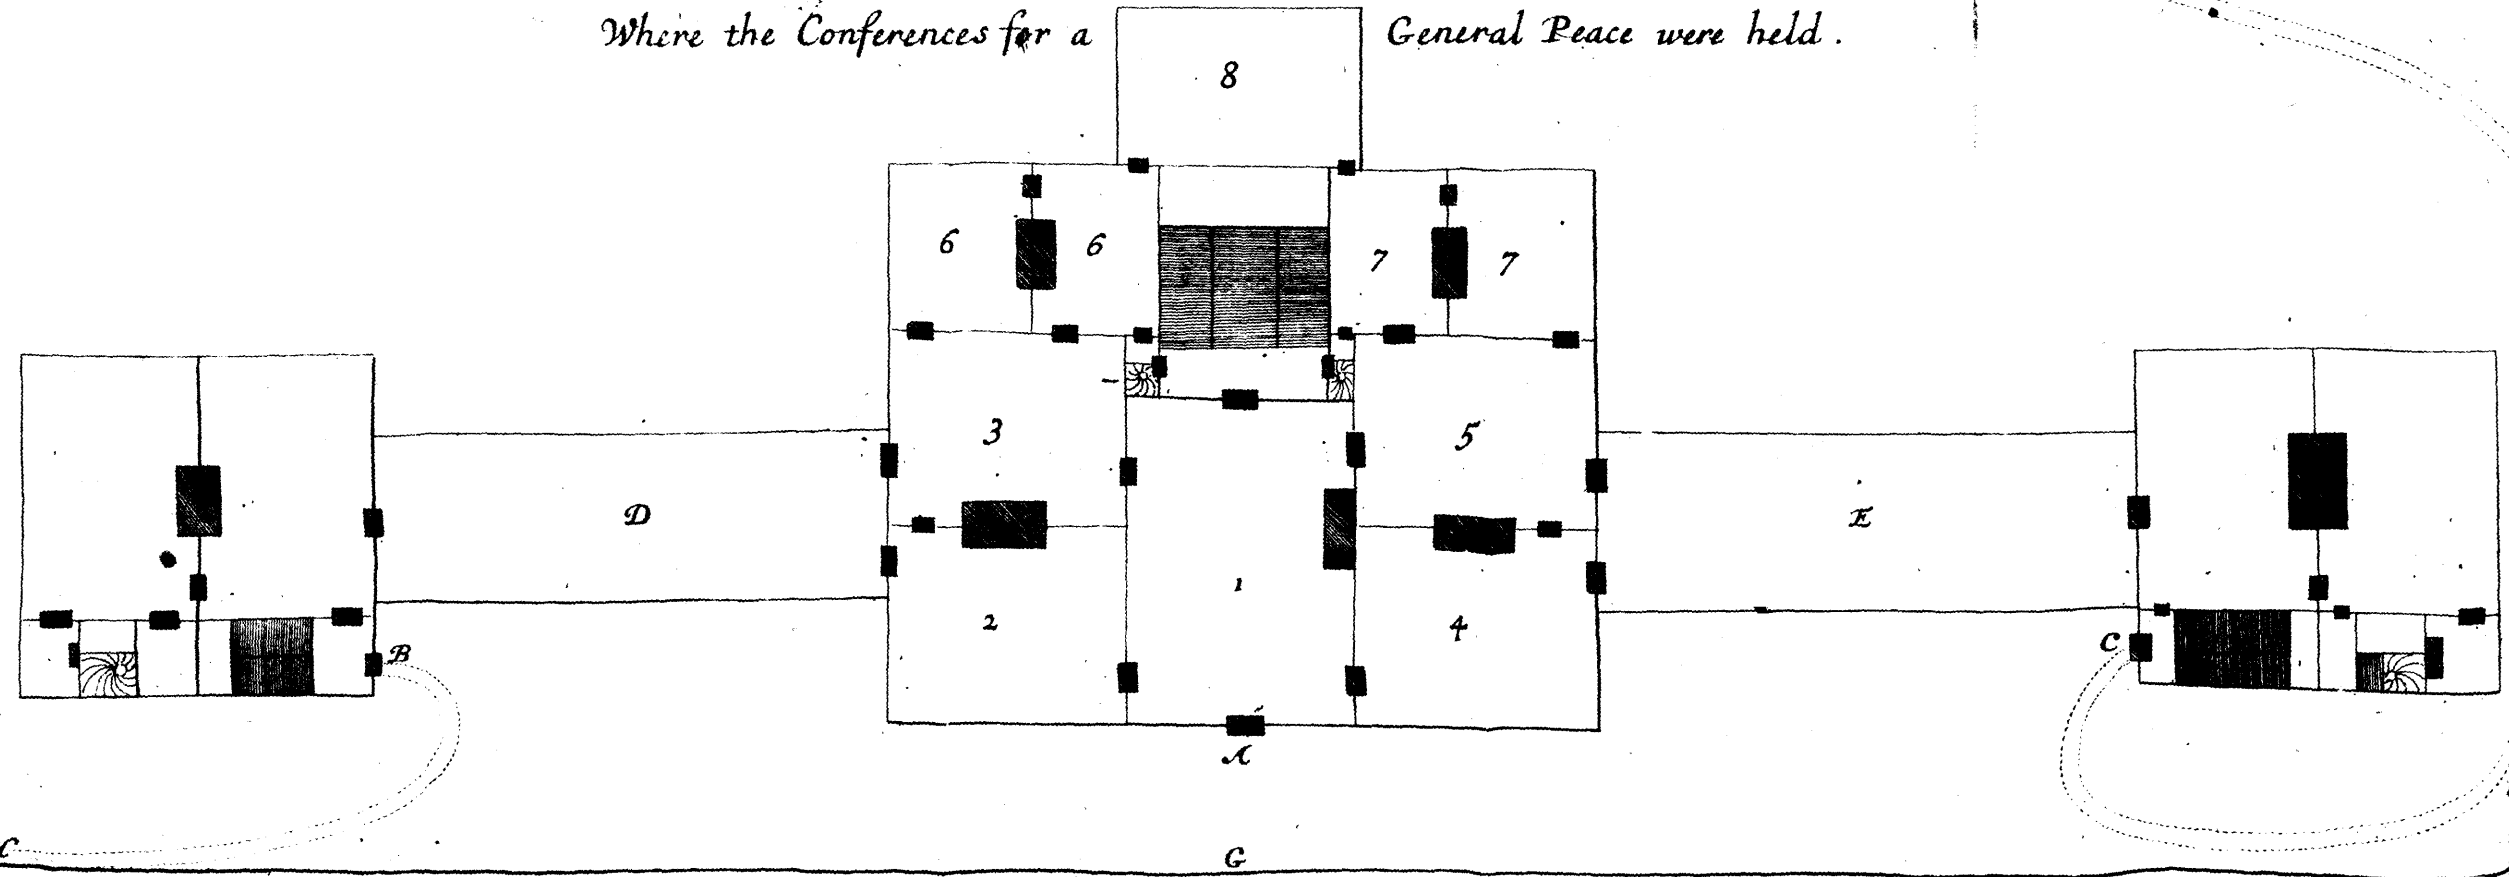 Where the Conferences for a General Peace were held.
8
6 6 7 7
3 5
D E
1
2 4
B C
A
C G